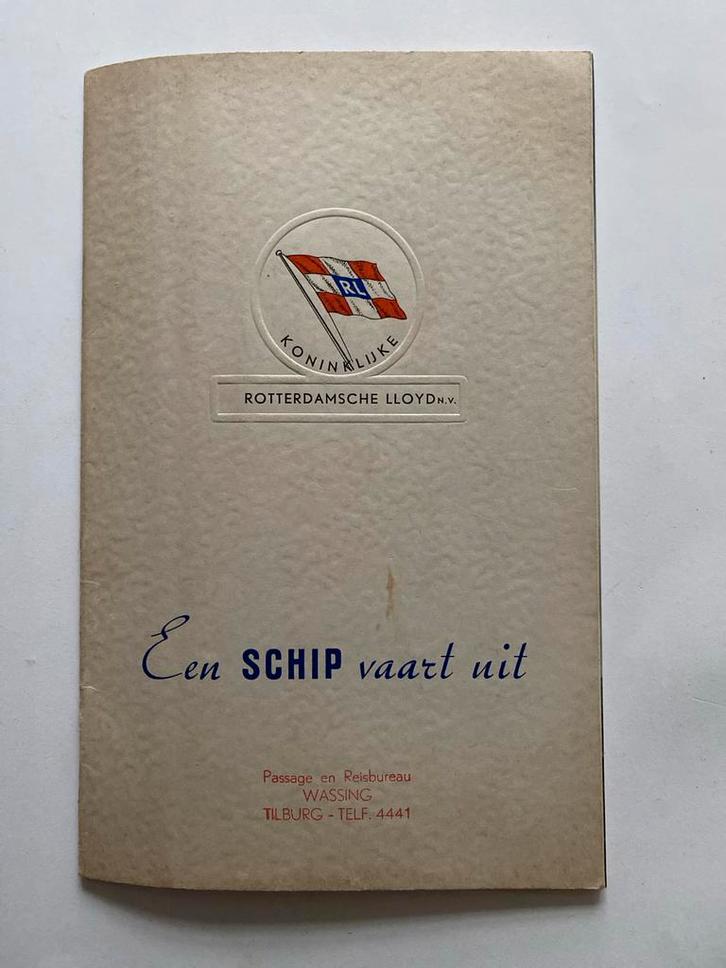 RL
KONINKLIJKE
ROTTERDAMSCHE LLOYD N.V.
Een SCHIP vaart uit
Passage en Reisbureau
WASSING
TILBURG - TELF. 4441